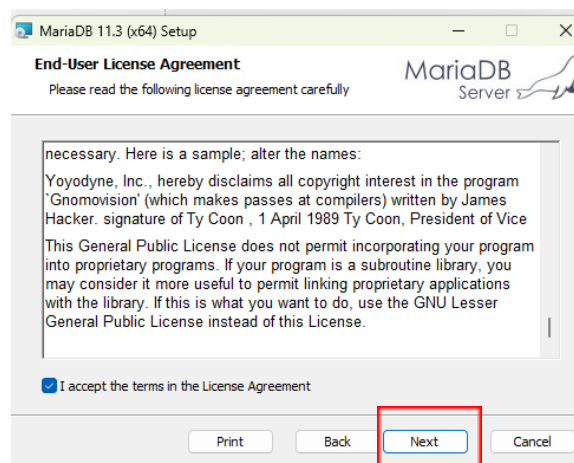 MariaDB 11.3 (x64) Setup
End-User License Agreement
Please read the following license agreement carefully
MariaDB
Server
necessary. Here is a sample; alter the names:
Yoyodyne, Inc., hereby disclaims all copyright interest in the program
`Gnomovision' (which makes passes at compilers) written by James
Hacker. signature of Ty Coon , 1 April 1989 Ty Coon, President of Vice
This General Public License does not permit incorporating your program
into proprietary programs. If your program is a subroutine library, you
may consider it more useful to permit linking proprietary applications
with the library. If this is what you want to do, use the GNU Lesser
General Public License instead of this License.
I accept the terms in the License Agreement
Print Back Next Cancel